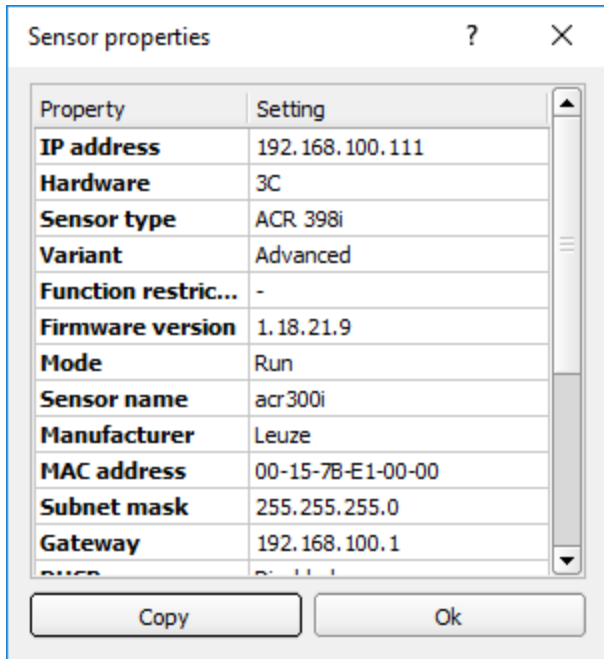 Sensor properties ? ×
Property Setting
IP address 192.168.100.111
Hardware 3C
Sensor type ACR 398i
Variant Advanced
Function restric... -
Firmware version 1.18.21.9
Mode Run
Sensor name acr300i
Manufacturer Leuze
MAC address 00-15-7B-E1-00-00
Subnet mask 255.255.255.0
Gateway 192.168.100.1
Copy Ok